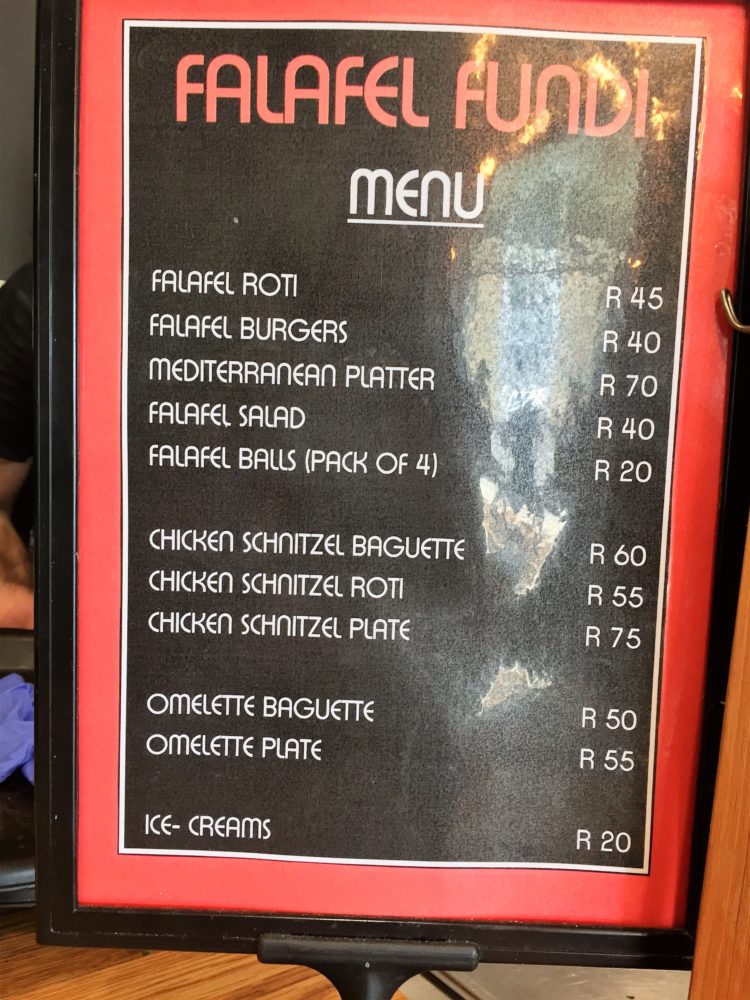 FALAFEL FUNDI
MENU
FALAFEL ROTI R 45
FALAFEL BURGERS R 40
MEDITERRANEAN PLATTER R 70
FALAFEL SALAD R 40
FALAFEL BALLS (PACK OF 4) R 20
CHICKEN SCHNITZEL BAGUETTE R 60
CHICKEN SCHNITZEL ROTI R 55
CHICKEN SCHNITZEL PLATE R 75
OMELETTE BAGUETTE R 50
OMELETTE PLATE R 55
ICE- CREAMS R 20